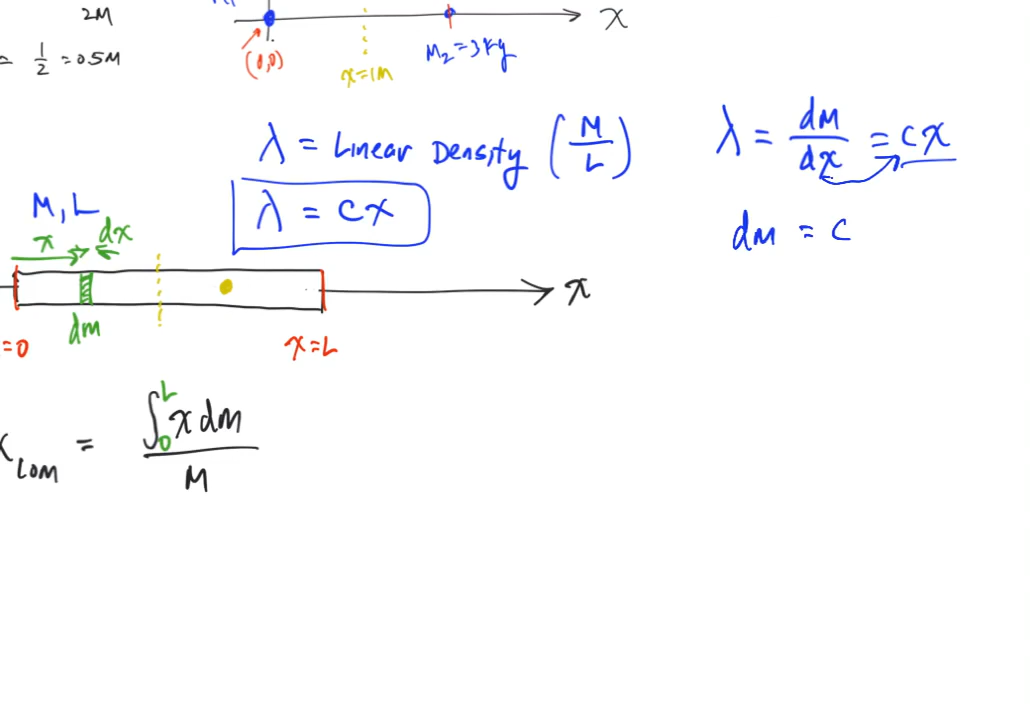 2M
= 1/2 = 0.5M
x
(0,0)
x=1M
M₂=3kg
λ = Linear Density (M/L)
λ = dM/dx = cx
M, L
λ = cx
dM = c
x dx
x
dm
=0
x=L
x_COM = ∫₀ᴸ x dm / M